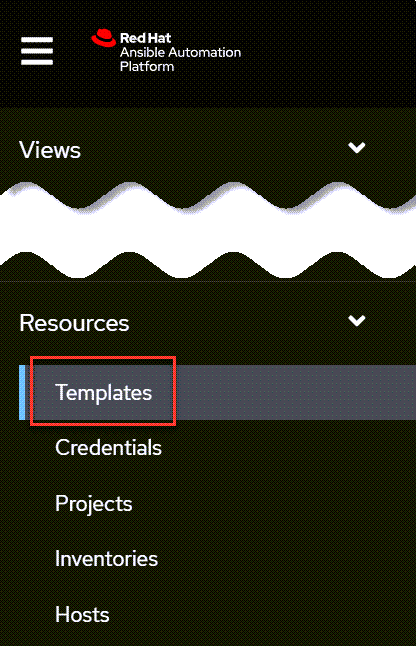 Red Hat
Ansible Automation
Platform
Views
Resources
Templates
Credentials
Projects
Inventories
Hosts